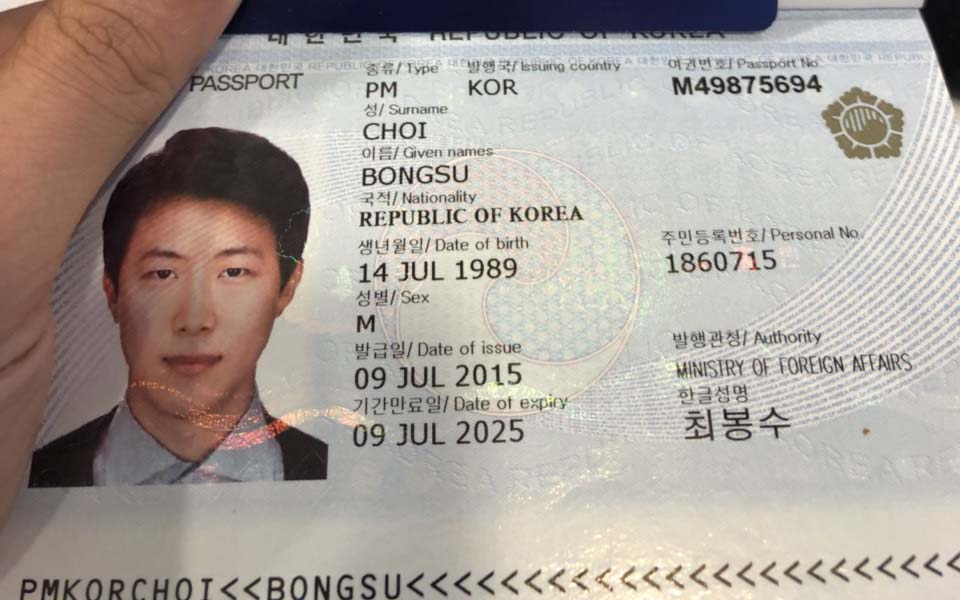 대한민국 REPUBLIC OF KOREA
PASSPORT
종류/ Type 발행국/ Issuing country 여권번호/ Passport No.
PM KOR M49875694
성/ Surname
CHOI
이름/ Given names
BONGSU
국적/ Nationality
REPUBLIC OF KOREA
생년월일/ Date of birth 주민등록번호/ Personal No.
14 JUL 1989 1860715
성별/ Sex
M
발급일/ Date of issue 발행관청/ Authority
09 JUL 2015 MINISTRY OF FOREIGN AFFAIRS
기간만료일/ Date of expiry 한글성명
09 JUL 2025 최봉수
PMKORCHOI<<BONGSU<<<<<<<<<<<<<<<<<<<<<<